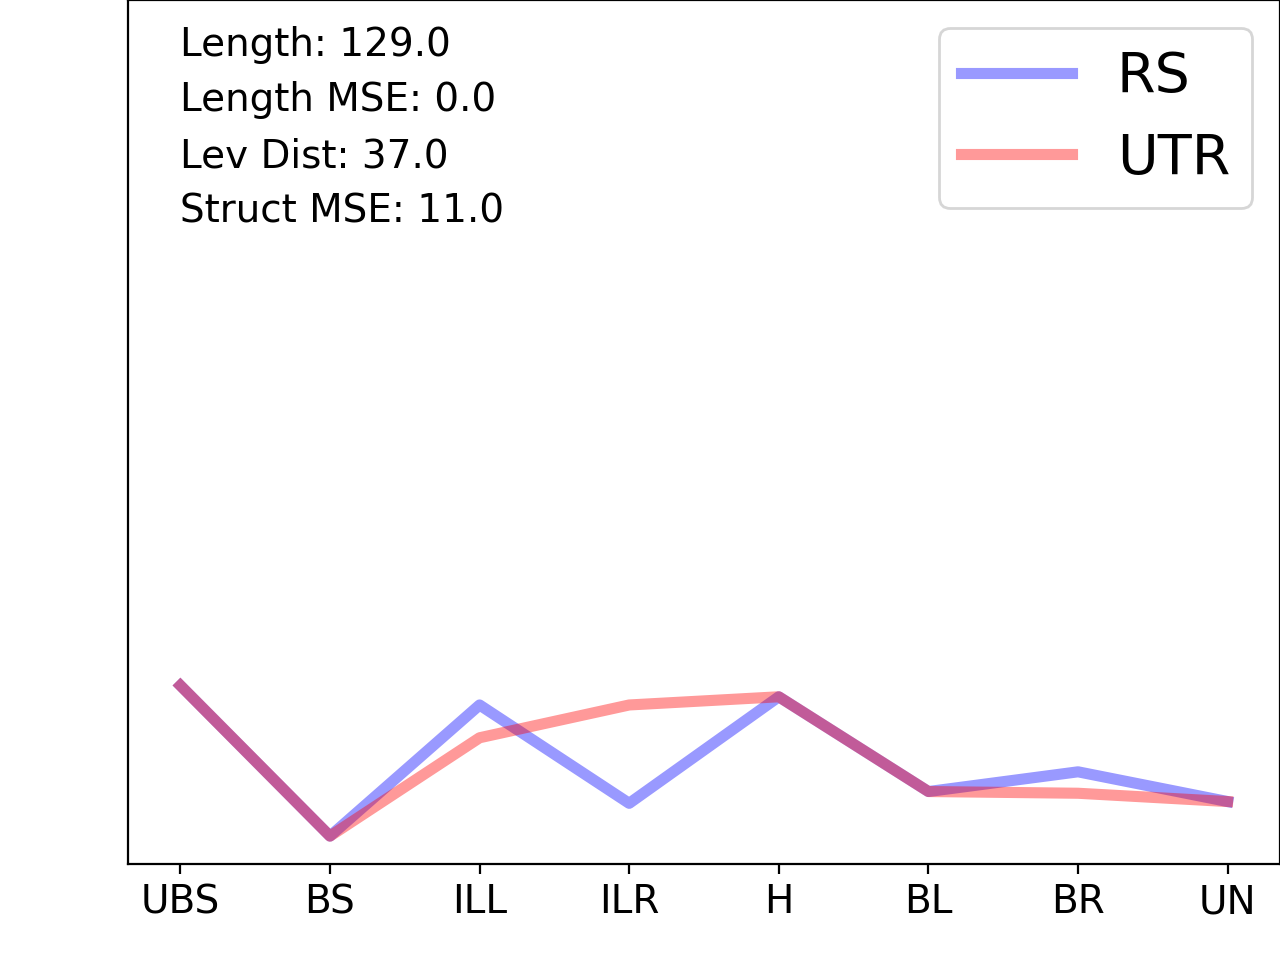 Length: 129.0
Length MSE: 0.0
Lev Dist: 37.0
Struct MSE: 11.0
RS
UTR
UBS BS ILL ILR H BL BR UN